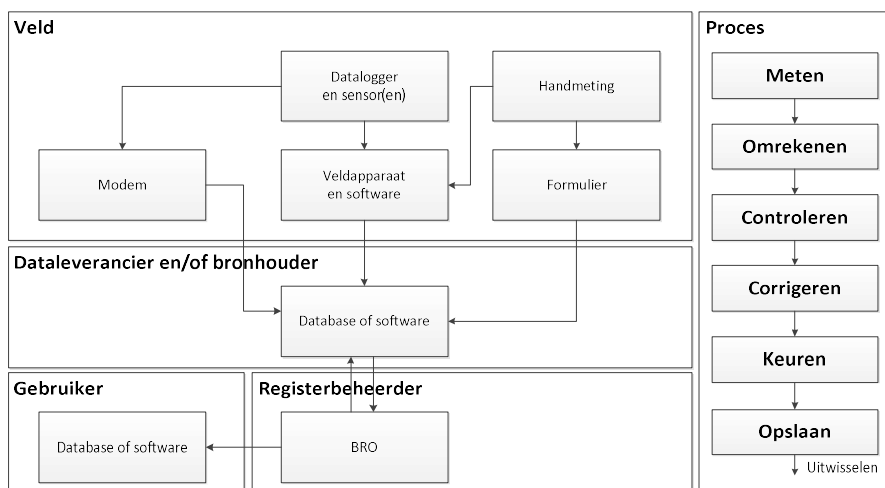 Veld
Datalogger
en sensor(en)
Handmeting
Modem
Veldapparaat
en software
Formulier
Dataleverancier en/of bronhouder
Database of software
Gebruiker
Database of software
Registerbeheerder
BRO
Proces
Meten
Omrekenen
Controleren
Corrigeren
Keuren
Opslaan
Uitwisselen